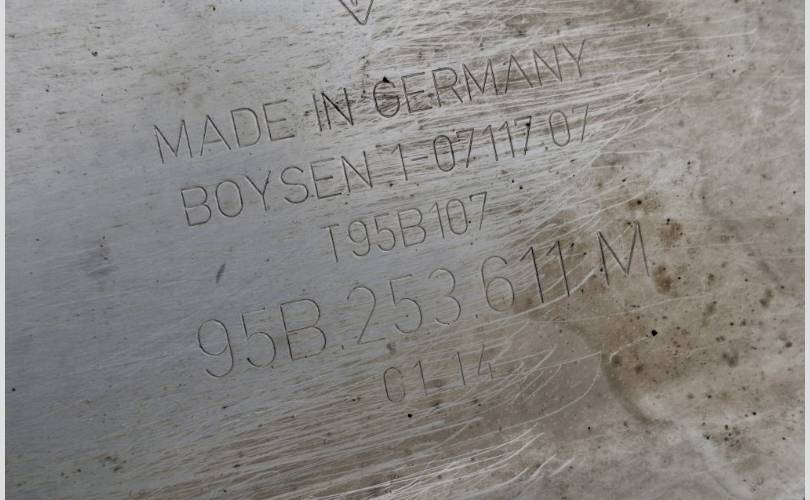 MADE IN GERMANY
BOYSEN 1-07117.07
T95B107
95B.253.611.M
01.14